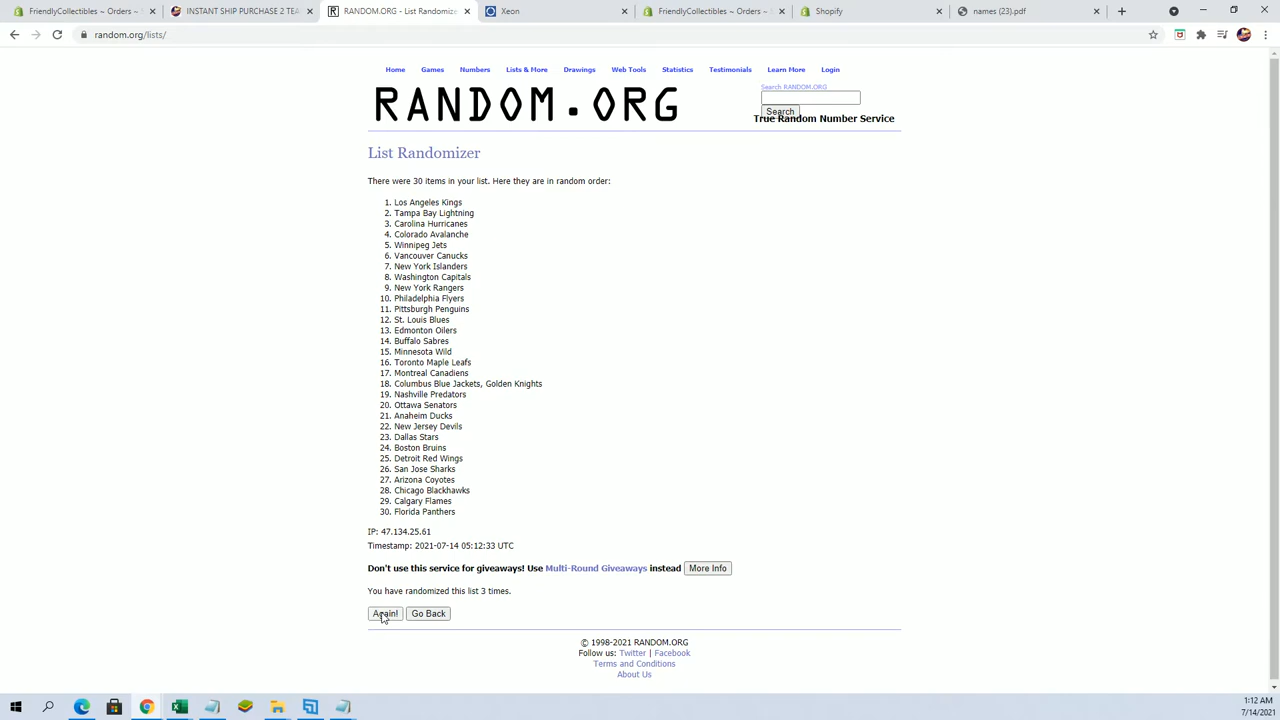 FriendlyCollectibles ~ Orders ~
INSTANT SHIP PURCHASE 2 TEA
RANDOM.ORG - List Randomizer
Xeon
FriendlyCollectibles ~ Orders ~
Shopify
names (23).pdf
random.org/lists/
Home Games Numbers Lists & More Drawings Web Tools Statistics Testimonials Learn More Login
Search RANDOM.ORG
RANDOM.ORG
Search
True Random Number Service
List Randomizer
There were 30 items in your list. Here they are in random order:
1. Los Angeles Kings
2. Tampa Bay Lightning
3. Carolina Hurricanes
4. Colorado Avalanche
5. Winnipeg Jets
6. Vancouver Canucks
7. New York Islanders
8. Washington Capitals
9. New York Rangers
10. Philadelphia Flyers
11. Pittsburgh Penguins
12. St. Louis Blues
13. Edmonton Oilers
14. Buffalo Sabres
15. Minnesota Wild
16. Toronto Maple Leafs
17. Montreal Canadiens
18. Columbus Blue Jackets, Golden Knights
19. Nashville Predators
20. Ottawa Senators
21. Anaheim Ducks
22. New Jersey Devils
23. Dallas Stars
24. Boston Bruins
25. Detroit Red Wings
26. San Jose Sharks
27. Arizona Coyotes
28. Chicago Blackhawks
29. Calgary Flames
30. Florida Panthers
IP: 47.134.25.61
Timestamp: 2021-07-14 05:12:33 UTC
Don't use this service for giveaways! Use Multi-Round Giveaways instead More Info
You have randomized this list 3 times.
Again! Go Back
© 1998-2021 RANDOM.ORG
Follow us: Twitter | Facebook
Terms and Conditions
About Us
1:12 AM
7/14/2021